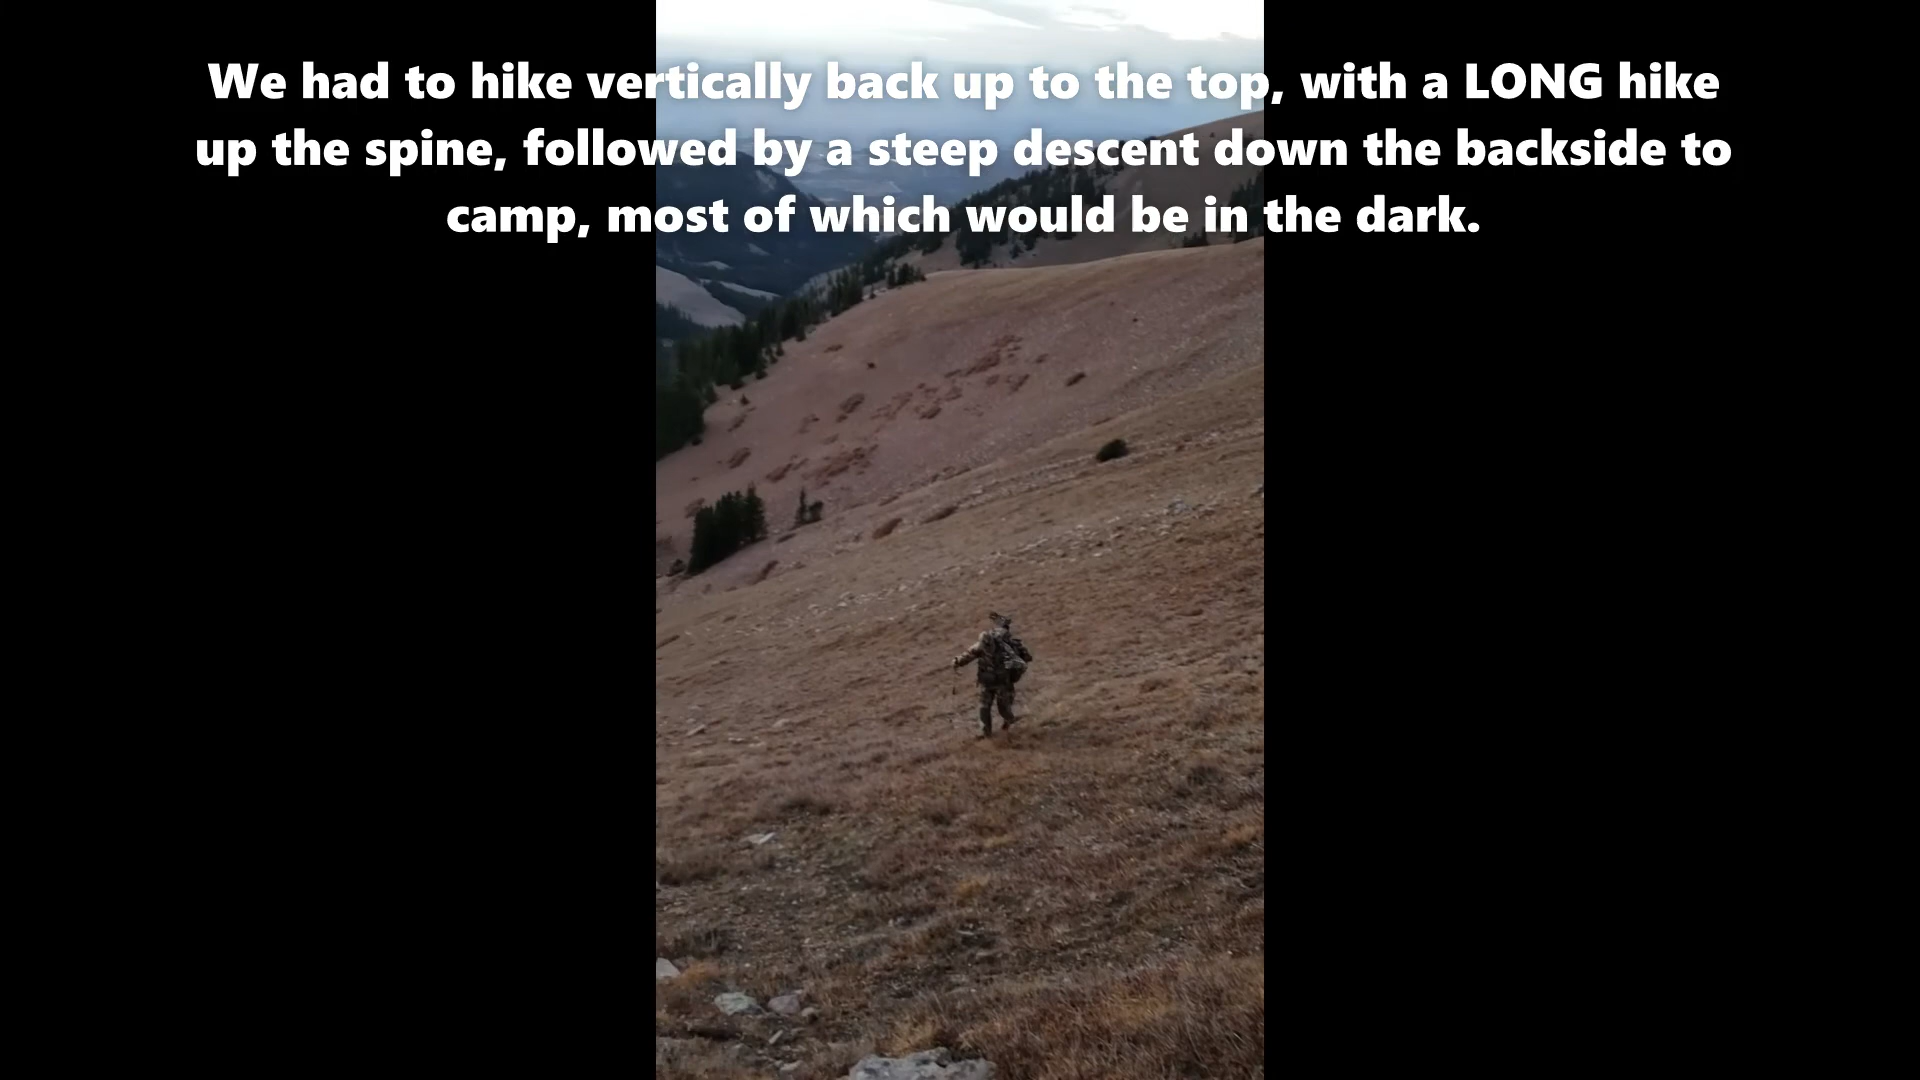 We had to hike vertically back up to the top, with a LONG hike
up the spine, followed by a steep descent down the backside to
camp, most of which would be in the dark.